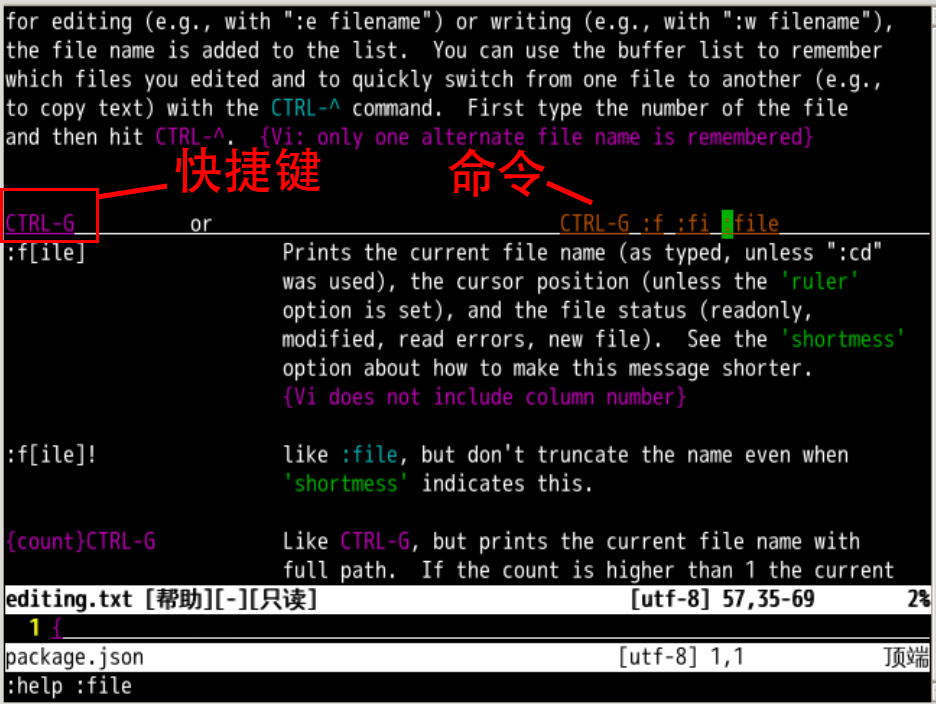 for editing (e.g., with ":e filename") or writing (e.g., with ":w filename"),
the file name is added to the list.  You can use the buffer list to remember
which files you edited and to quickly switch from one file to another (e.g.,
to copy text) with the CTRL-^ command.  First type the number of the file
and then hit CTRL-^.  {Vi: only one alternate file name is remembered}
快捷键 命令
CTRL-G or CTRL-G :f :fi :file
:f[ile] Prints the current file name (as typed, unless ":cd"
was used), the cursor position (unless the 'ruler'
option is set), and the file status (readonly,
modified, read errors, new file).  See the 'shortmess'
option about how to make this message shorter.
{Vi does not include column number}
:f[ile]! like :file, but don't truncate the name even when
'shortmess' indicates this.
{count}CTRL-G Like CTRL-G, but prints the current file name with
full path.  If the count is higher than 1 the current
editing.txt [帮助][-][只读] [utf-8] 57,35-69 2%
1 {
package.json [utf-8] 1,1 顶端
:help :file